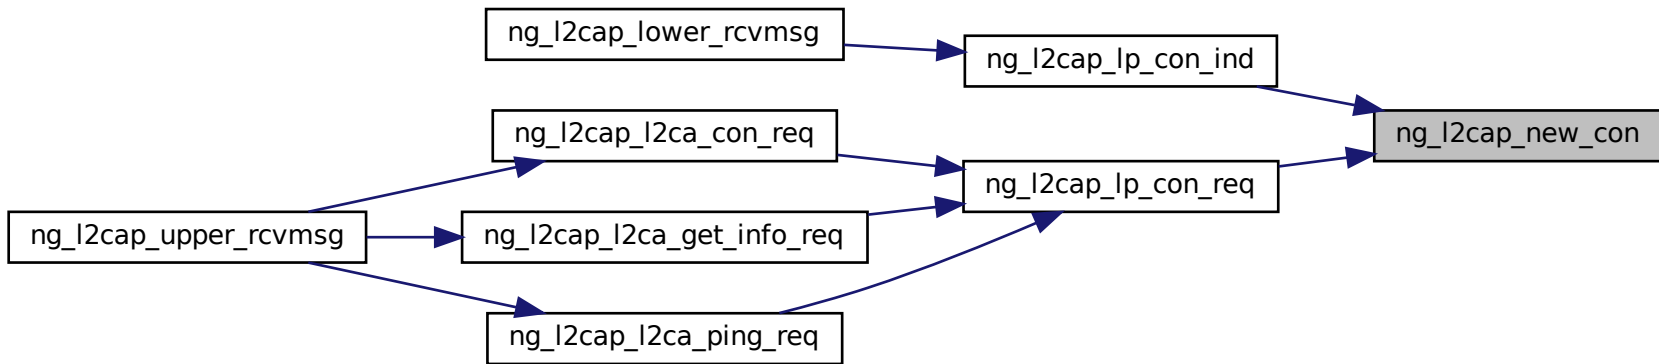 ng_l2cap_lower_rcvmsg
ng_l2cap_lp_con_ind
ng_l2cap_l2ca_con_req
ng_l2cap_new_con
ng_l2cap_lp_con_req
ng_l2cap_upper_rcvmsg
ng_l2cap_l2ca_get_info_req
ng_l2cap_l2ca_ping_req